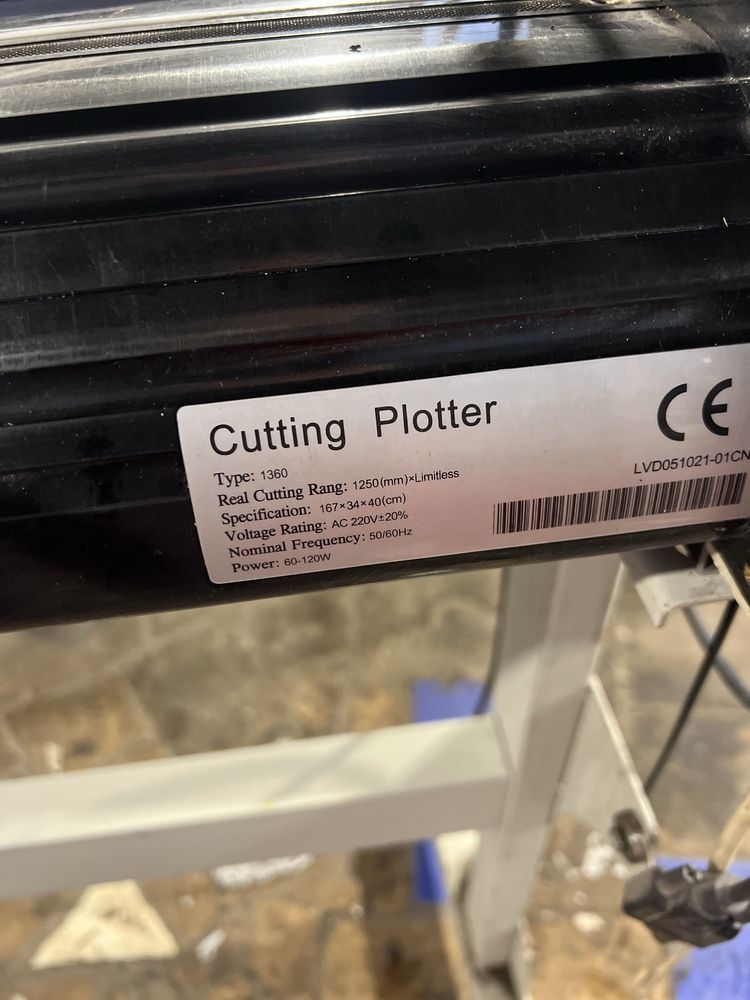 Cutting Plotter
CE
Type: 1360
LVD051021-01CN
Real Cutting Rang: 1250(mm)×Limitless
Specification: 167×34×40(cm)
Voltage Rating: AC 220V±20%
Nominal Frequency: 50/60Hz
Power: 60-120W